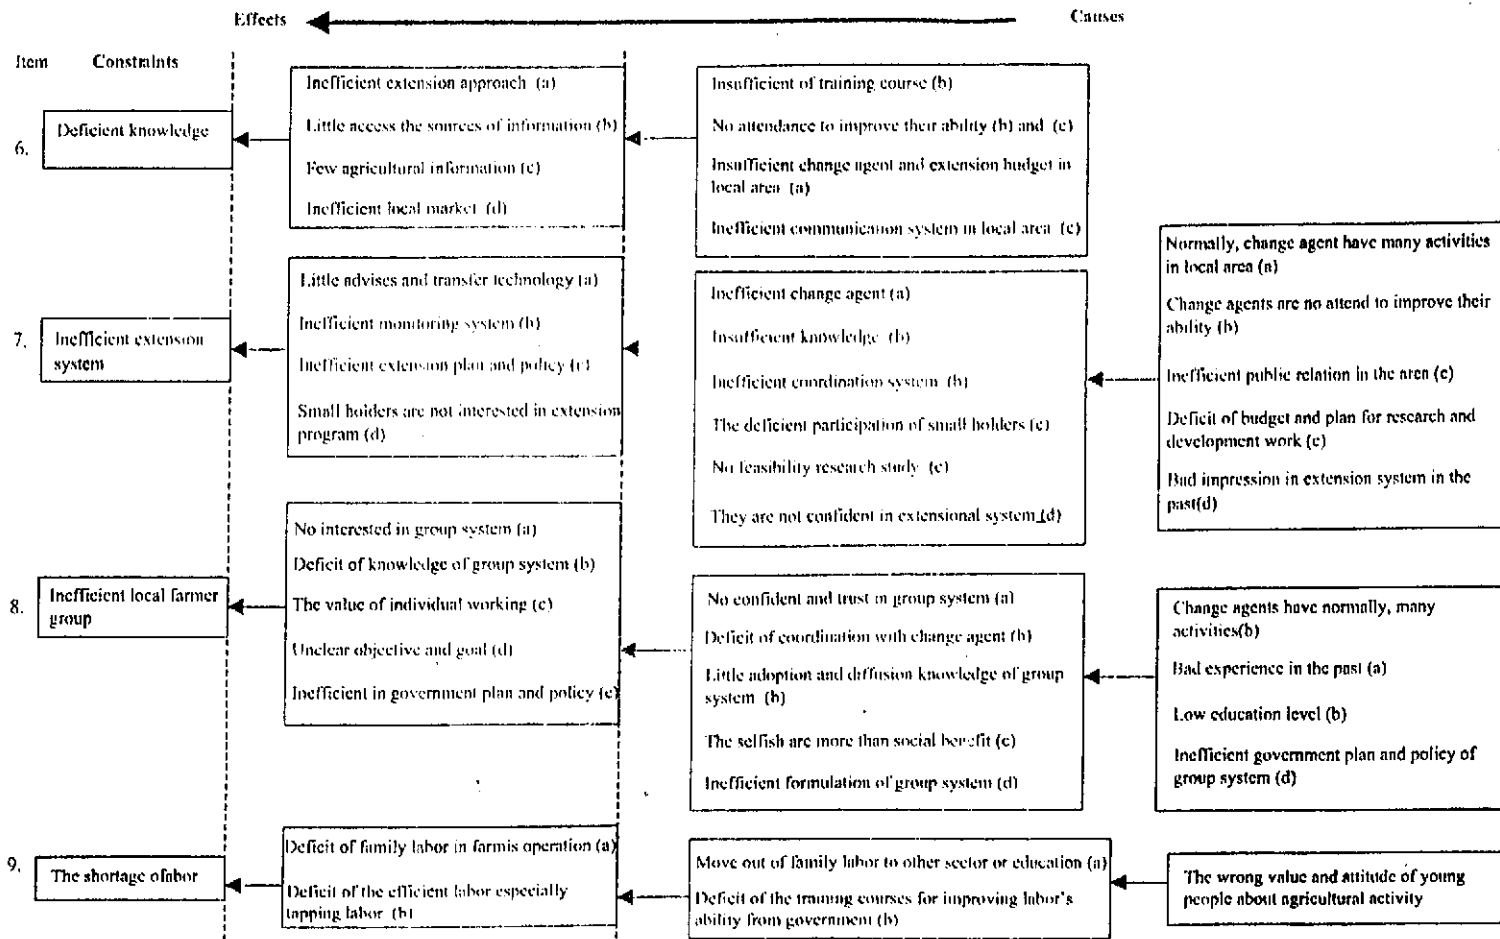 Effects
Causes
Item
Constraints
6.
Deficient knowledge
Inefficient extension approach (a)
Little access the sources of information (b)
Few agricultural information (c)
Inefficient local market (d)
Insufficient of training course (b)
No attendance to improve their ability (b) and (c)
Insufficient change agent and extension budget in
local area (a)
Inefficient communication system in local area (c)
7.
Inefficient extension
system
Little advises and transfer technology (a)
Inefficient monitoring system (b)
Inefficient extension plan and policy (c)
Small holders are not interested in extension
program (d)
Inefficient change agent (a)
Insufficient knowledge (b)
Inefficient coordination system (b)
The deficient participation of small holders (c)
No feasibility research study (c)
They are not confident in extensional system (d)
Normally, change agent have many activities
in local area (a)
Change agents are no attend to improve their
ability (b)
Inefficient public relation in the area (c)
Deficit of budget and plan for research and
development work (c)
Bad impression in extension system in the
past(d)
8.
Inefficient local farmer
group
No interested in group system (a)
Deficit of knowledge of group system (b)
The value of individual working (c)
Unclear objective and goal (d)
Inefficient in government plan and policy (e)
No confident and trust in group system (a)
Deficit of coordination with change agent (b)
Little adoption and diffusion knowledge of group
system (b)
The selfish are more than social benefit (c)
Inefficient formulation of group system (d)
Change agents have normally, many
activities(b)
Bad experience in the past (a)
Low education level (b)
Inefficient government plan and policy of
group system (d)
9.
The shortage ofabor
Deficit of family labor in farmis operation (a)
Deficit of the efficient labor especially
tapping labor (b)
Move out of family labor to other sector or education (a)
Deficit of the training courses for improving labor's
ability from government (b)
The wrong value and attitude of young
people about agricultural activity